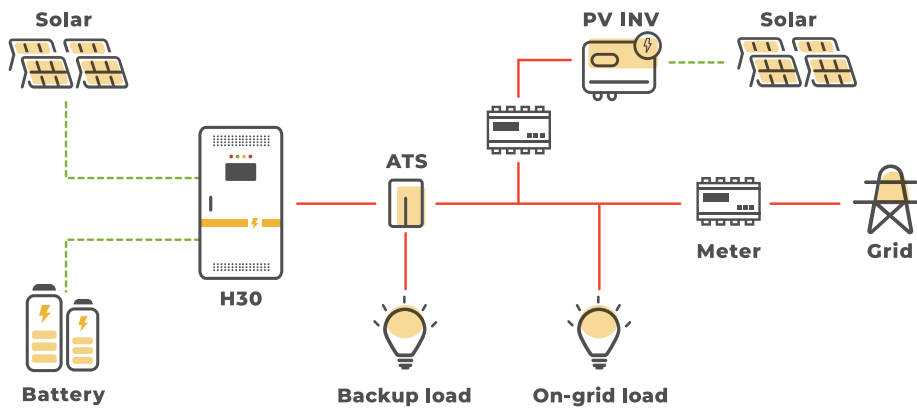 Solar
PV INV
Solar
ATS
H30
Meter
Grid
Battery
Backup load
On-grid load